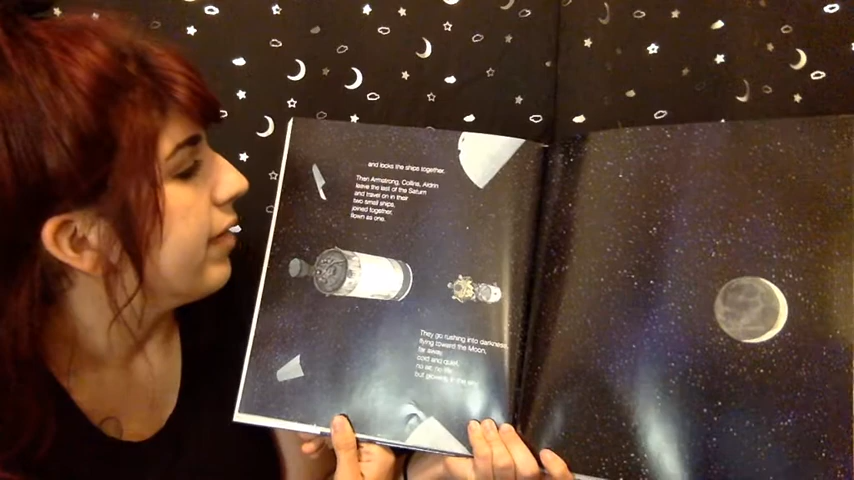 and locks the ships together.
Then Armstrong, Collins, Aldrin
leave the last of the Saturn
and travel on in their
two small ships,
joined together,
flown as one.
They go rushing into darkness,
flying toward the Moon,
far away,
cold and quiet,
no air, no life,
but glowing in the sky.